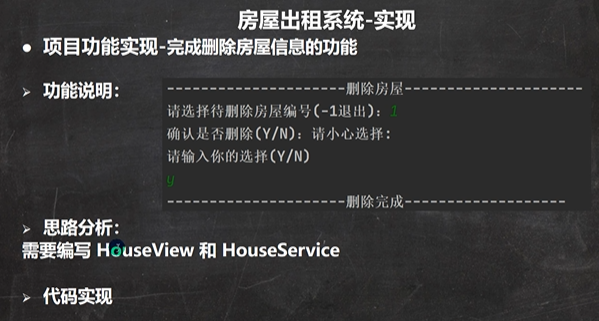 房屋出租系统-实现
● 项目功能实现-完成删除房屋信息的功能
➢ 功能说明：
----------------------删除房屋----------------------
请选择待删除房屋编号(-1退出)：1
确认是否删除(Y/N)：请小心选择：
请输入你的选择(Y/N)
y
----------------------删除完成--------------------
➢ 思路分析：
需要编写 HouseView 和 HouseService
➢ 代码实现